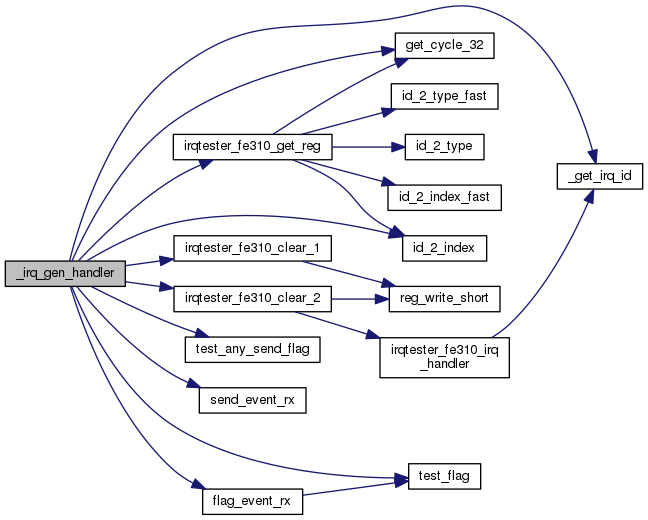 _irq_gen_handler
get_cycle_32
irqtester_fe310_get_reg
id_2_type_fast
id_2_type
id_2_index_fast
id_2_index
_get_irq_id
irqtester_fe310_clear_1
irqtester_fe310_clear_2
reg_write_short
irqtester_fe310_irq
_handler
test_any_send_flag
send_event_rx
test_flag
flag_event_rx